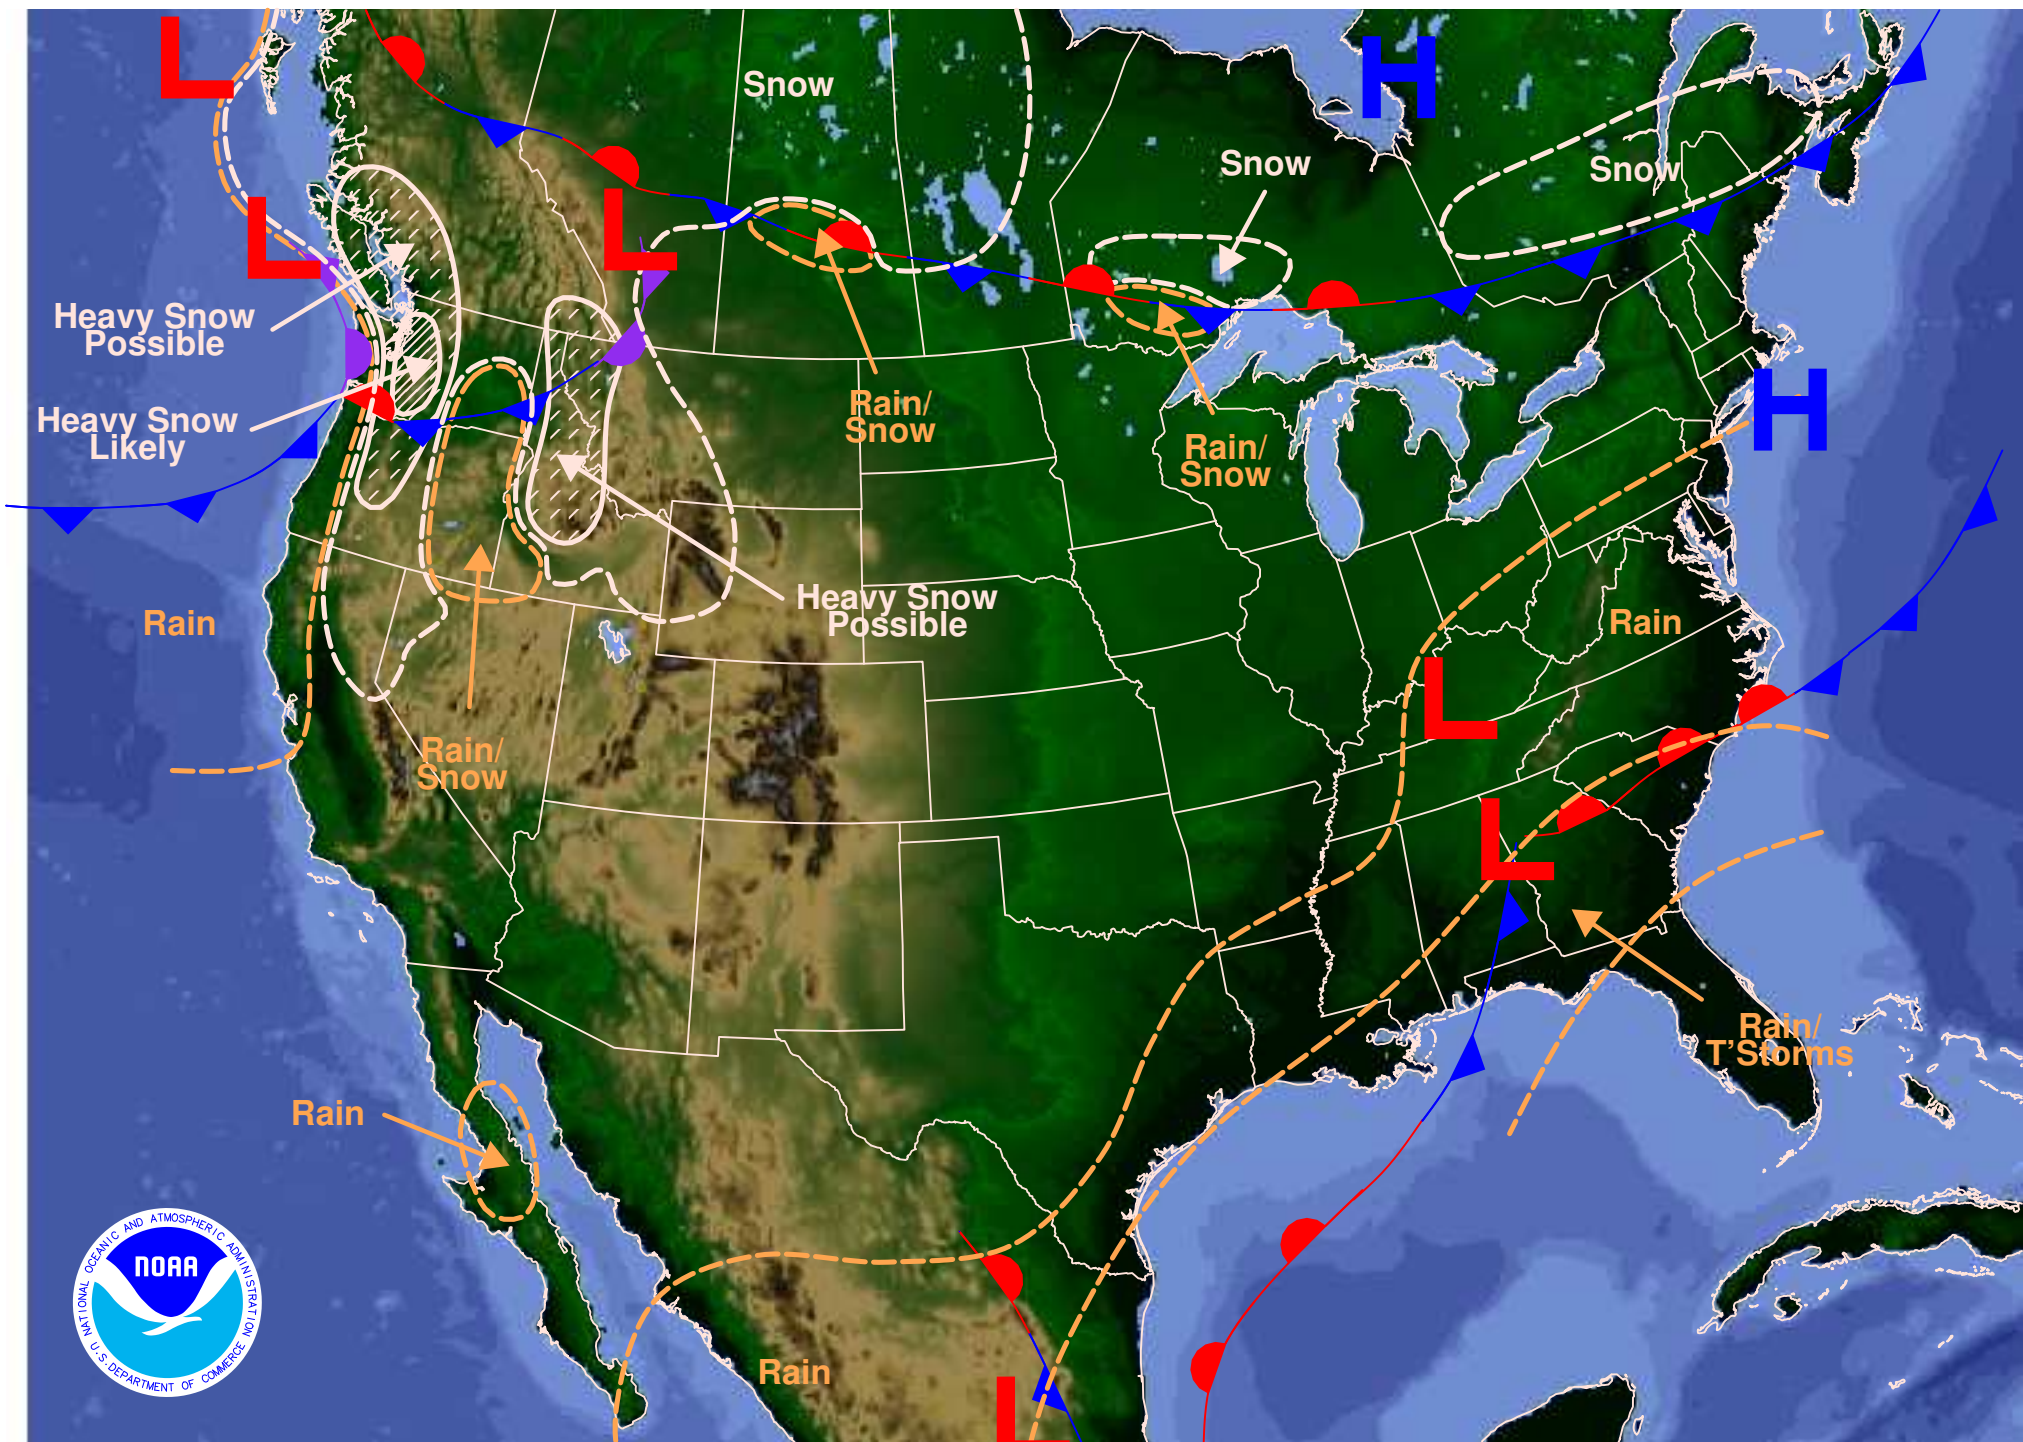 L
H
Snow
Snow
Snow
L
L
Heavy Snow
Possible
H
Heavy Snow
Likely
Rain/
Snow
Rain/
Snow
Heavy Snow
Possible
Rain
Rain
L
Rain/
Snow
L
Rain/
T'Storms
Rain
NATIONAL OCEANIC AND ATMOSPHERIC ADMINISTRATION
NOAA
U.S. DEPARTMENT OF COMMERCE
Rain
L